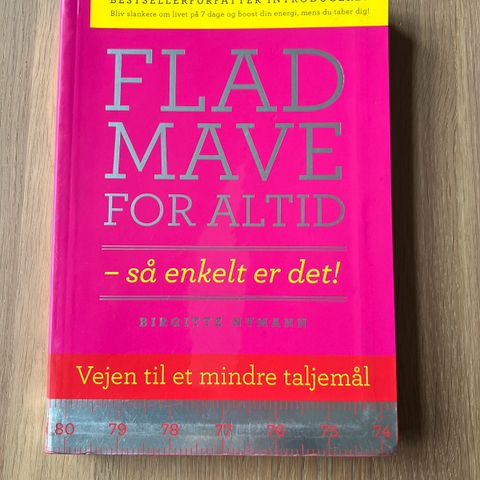 BESTSELLERFORFATTER INTRODUCERER
Bliv slankere om livet på 7 dage og boost din energi, mens du taber dig!
FLAD
MAVE
FOR ALTID
– så enkelt er det!
BIRGITTE NYMANN
Vejen til et mindre taljemål
80 79 78 77 76 75 74